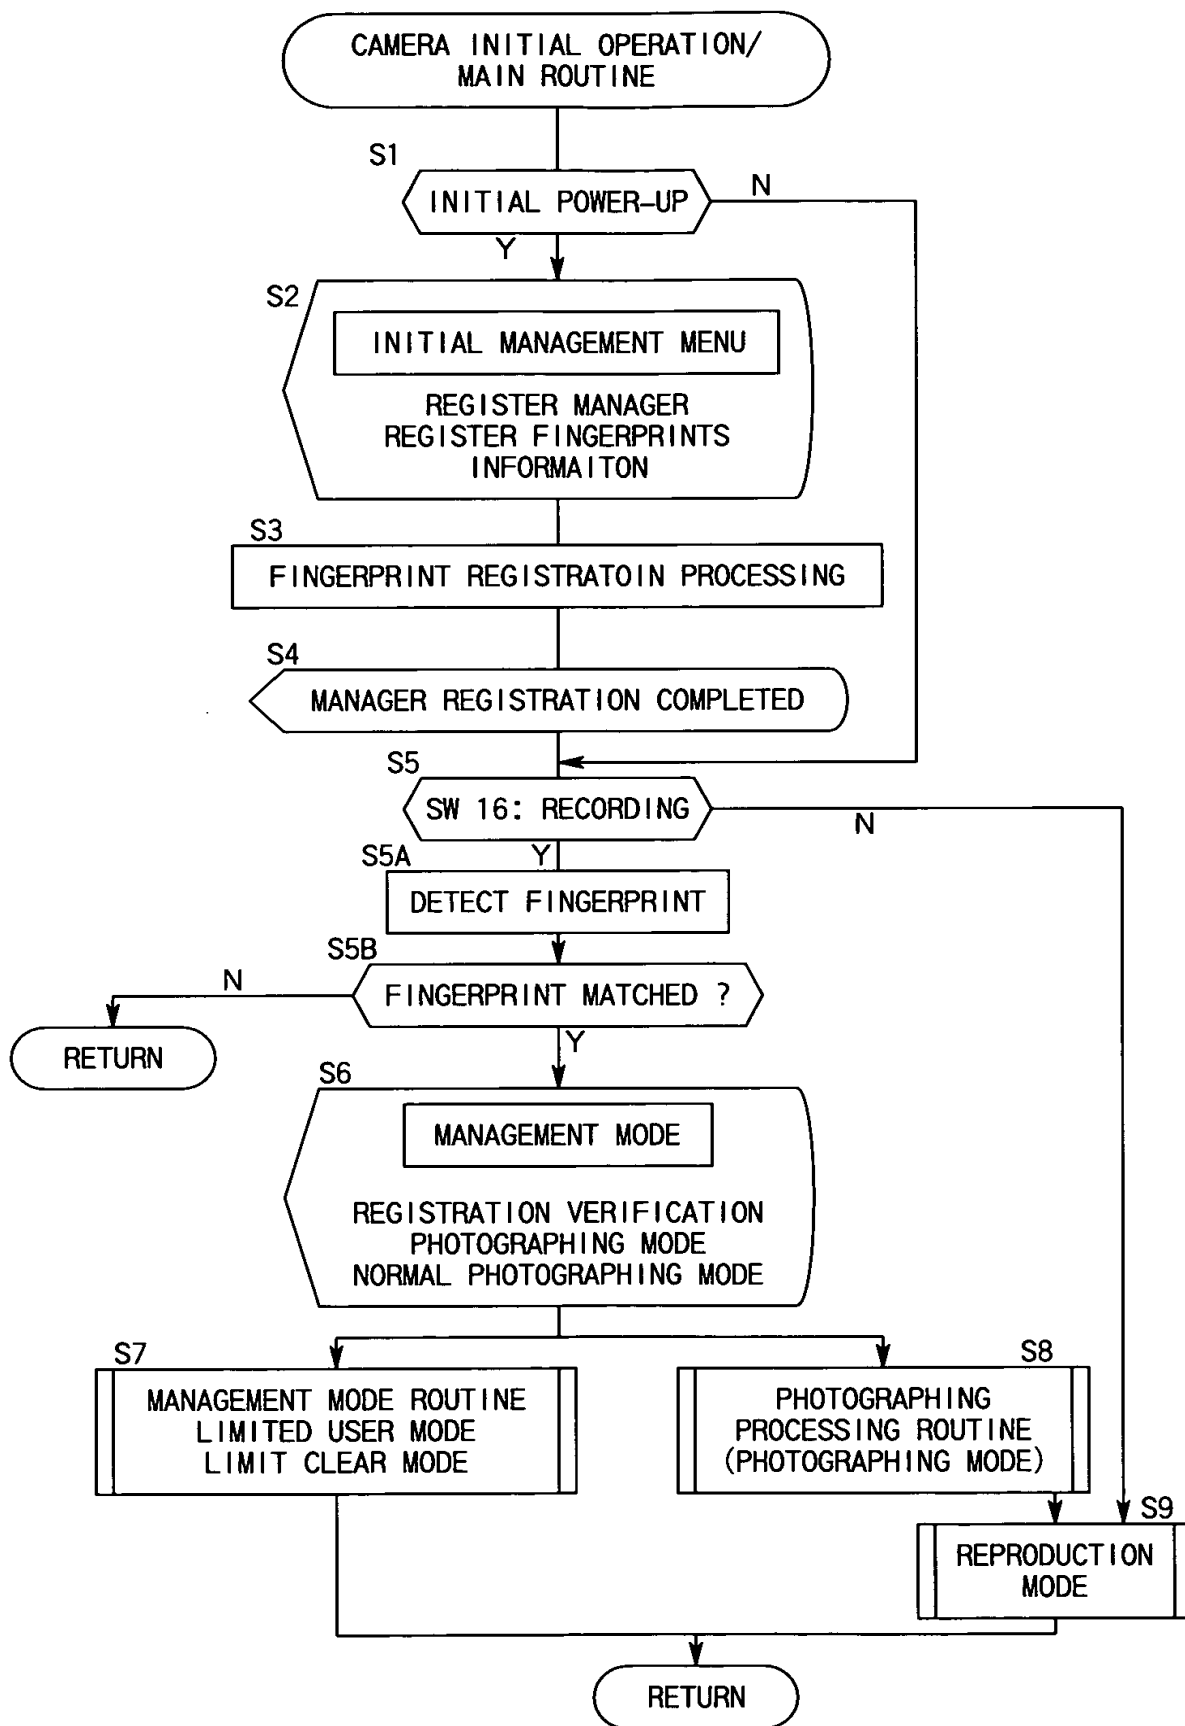 CAMERA INITIAL OPERATION/
MAIN ROUTINE
S1
INITIAL POWER-UP
N
Y
S2
INITIAL MANAGEMENT MENU
REGISTER MANAGER
REGISTER FINGERPRINTS
INFORMAITON
S3
FINGERPRINT REGISTRATOIN PROCESSING
S4
MANAGER REGISTRATION COMPLETED
S5
SW 16: RECORDING
N
Y
S5A
DETECT FINGERPRINT
S5B
FINGERPRINT MATCHED ?
N
RETURN
Y
S6
MANAGEMENT MODE
REGISTRATION VERIFICATION
PHOTOGRAPHING MODE
NORMAL PHOTOGRAPHING MODE
S7
MANAGEMENT MODE ROUTINE
LIMITED USER MODE
LIMIT CLEAR MODE
S8
PHOTOGRAPHING
PROCESSING ROUTINE
(PHOTOGRAPHING MODE)
S9
REPRODUCTION
MODE
RETURN